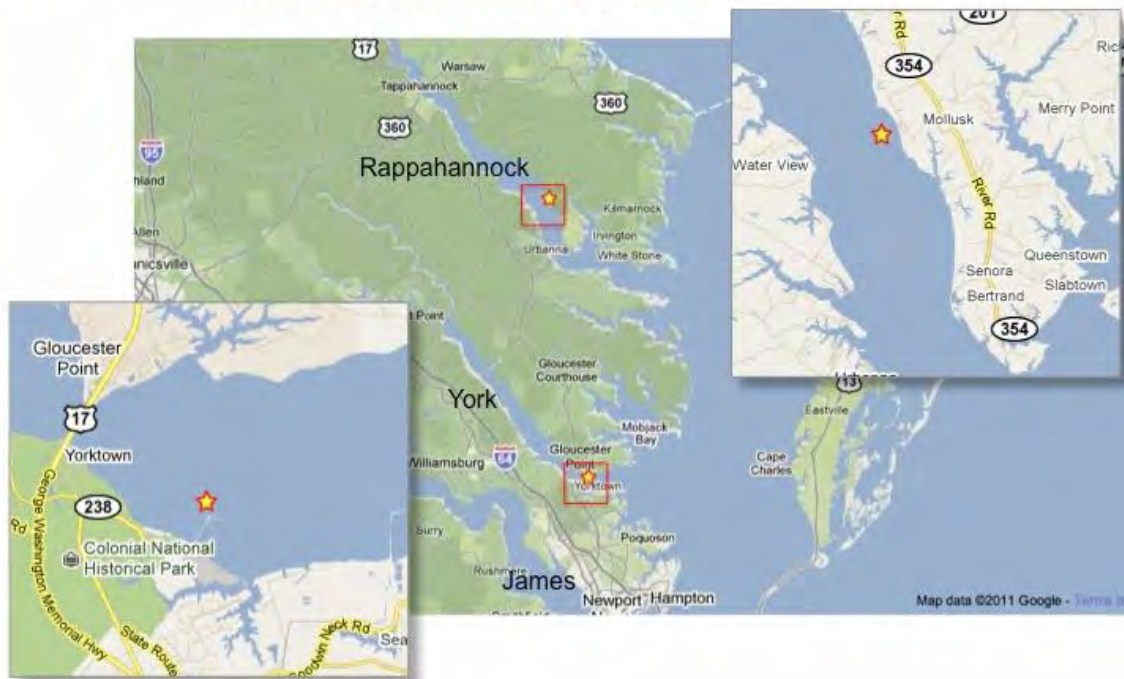 17
Warsaw
Tappahannock
360
360
95
Rappahannock
Kilmarnock
Irvington
Urbanna
White Stone
Allen
Gloucester
Courthouse
York
Mobjack
Bay
64
Gloucester
Point
Williamsburg
Yorktown
Surry
Poquoson
Rushmere
James
Newport
Hampton
13
Eastville
Cape
Charles
Map data ©2011 Google -
201
354
Mollusk
Merry Point
Water View
River Rd
Queenstown
Senora
Slabtown
Bertrand
354
Gloucester
Point
17
Yorktown
238
Rd
Colonial National
Historical Park
George Washington Memorial Hwy
State Route
Goodwin Neck Rd